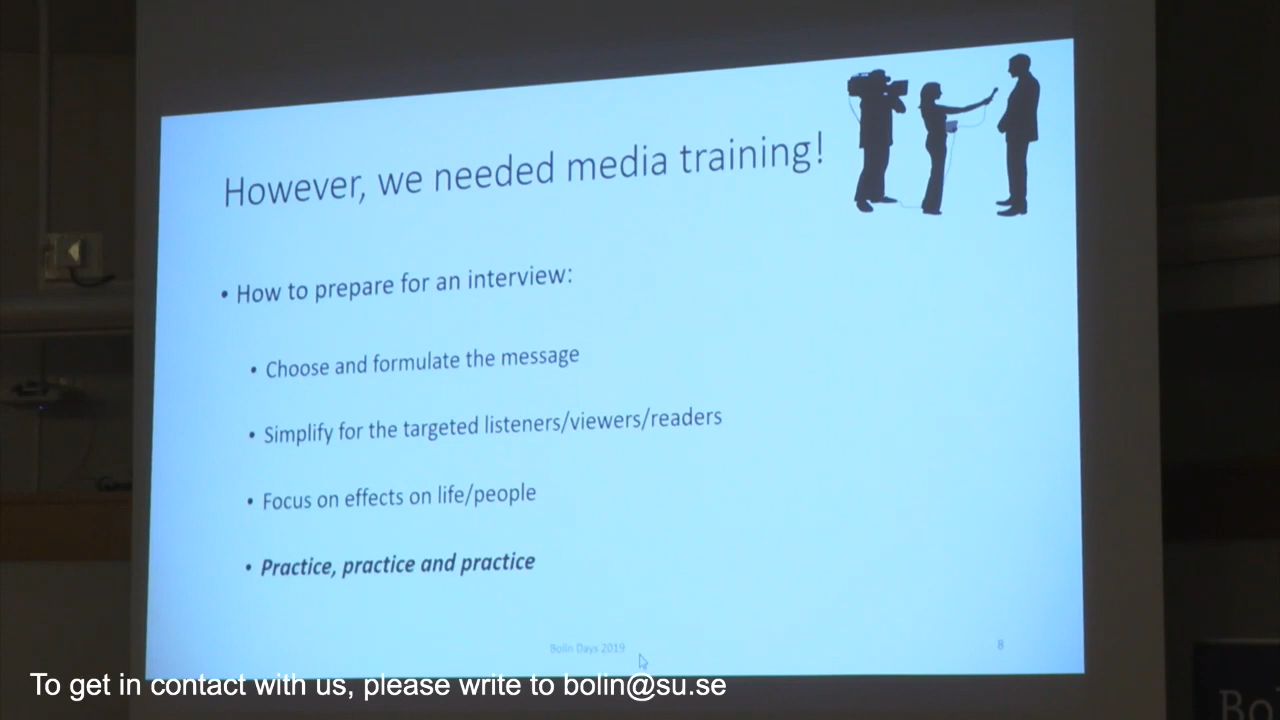 However, we needed media training!
• How to prepare for an interview:
• Choose and formulate the message
• Simplify for the targeted listeners/viewers/readers
• Focus on effects on life/people
• Practice, practice and practice
Bolin Days 2019
8
To get in contact with us, please write to bolin@su.se